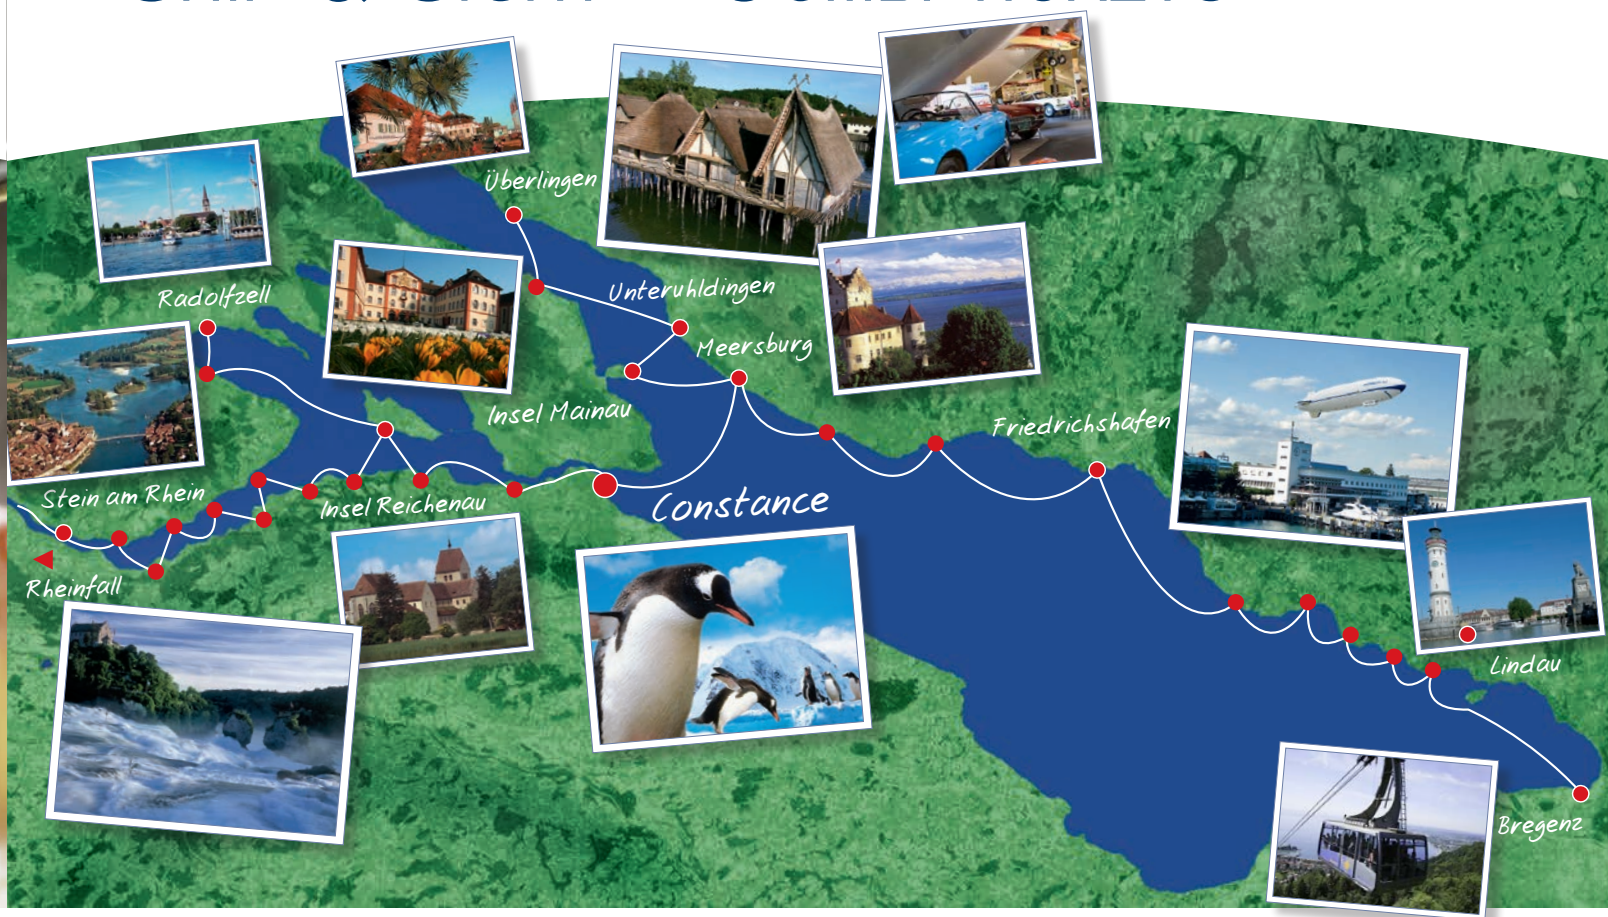 Überlingen
Radolfzell
Unteruhldingen
Meersburg
Insel Mainau
Friedrichshafen
Stein am Rhein
Insel Reichenau
Constance
Rheinfall
Lindau
Bregenz